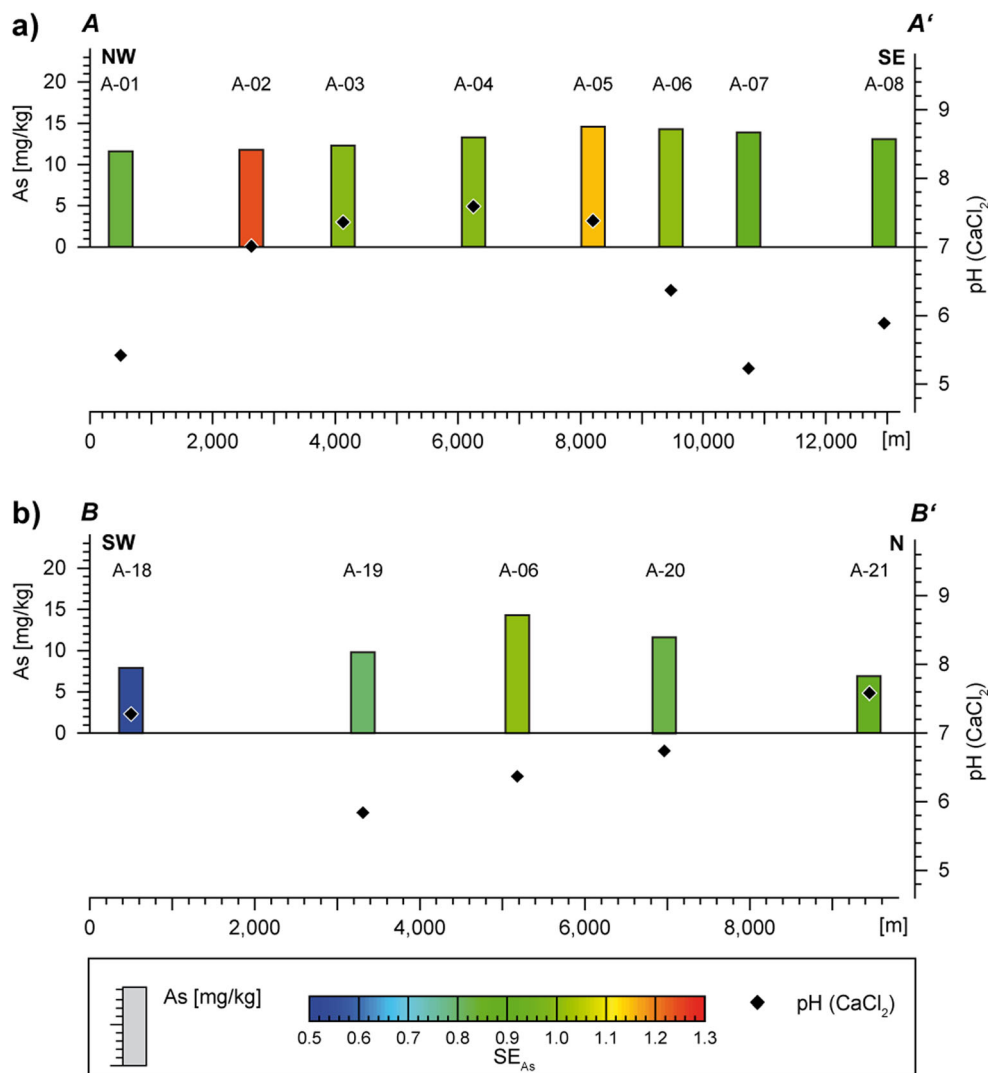 a) A A‘
NW SE
A-01 A-02 A-03 A-04 A-05 A-06 A-07 A-08
As [mg/kg]
20
15
10
5
0
pH (CaCl₂)
9
8
7
6
5
0 2,000 4,000 6,000 8,000 10,000 12,000 [m]
b) B B‘
SW N
A-18 A-19 A-06 A-20 A-21
As [mg/kg]
20
15
10
5
0
pH (CaCl₂)
9
8
7
6
5
0 2,000 4,000 6,000 8,000 [m]
As [mg/kg]
0.5 0.6 0.7 0.8 0.9 1.0 1.1 1.2 1.3
SE_As
pH (CaCl₂)